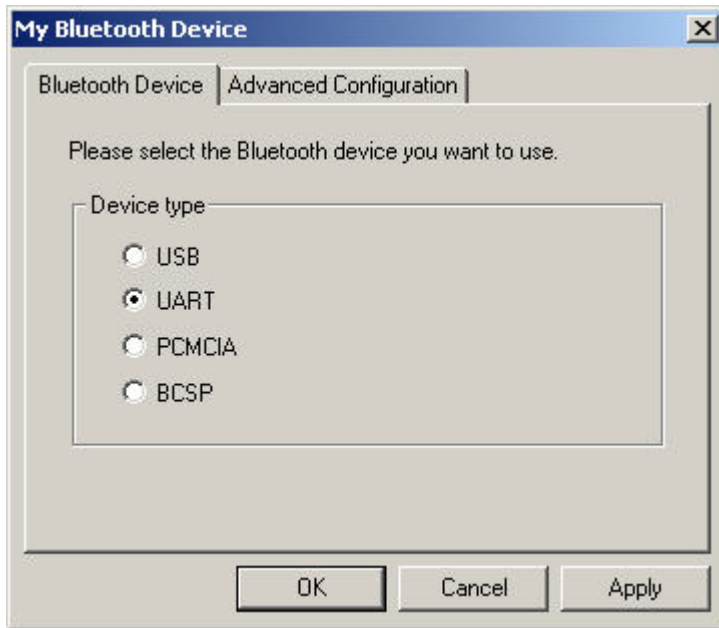 My Bluetooth Device
Bluetooth Device Advanced Configuration
Please select the Bluetooth device you want to use.
Device type
USB
UART
PCMCIA
BCSP
OK Cancel Apply